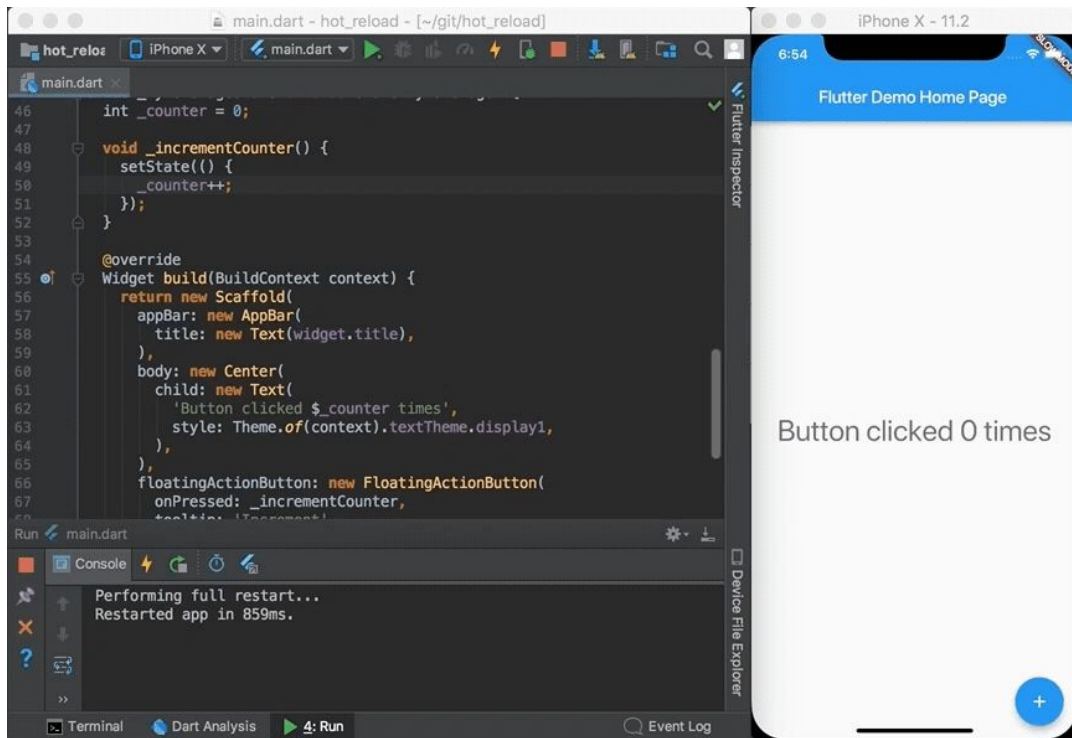 main.dart - hot_reload - [~/git/hot_reload]
hot_reloa iPhone X main.dart
main.dart
46 int _counter = 0;
47
48 void _incrementCounter() {
49 setState(() {
50 _counter++;
51 });
52 }
53
54 @override
55 Widget build(BuildContext context) {
56 return new Scaffold(
57 appBar: new AppBar(
58 title: new Text(widget.title),
59 ),
60 body: new Center(
61 child: new Text(
62 'Button clicked $_counter times',
63 style: Theme.of(context).textTheme.display1,
64 ),
65 ),
66 floatingActionButton: new FloatingActionButton(
67 onPressed: _incrementCounter,
tooltip: 'Increment'
Flutter Inspector
Device File Explorer
Run main.dart
Console
Performing full restart...
Restarted app in 859ms.
Terminal Dart Analysis 4: Run Event Log
iPhone X - 11.2
6:54
SLOW MODE
Flutter Demo Home Page
Button clicked 0 times
+